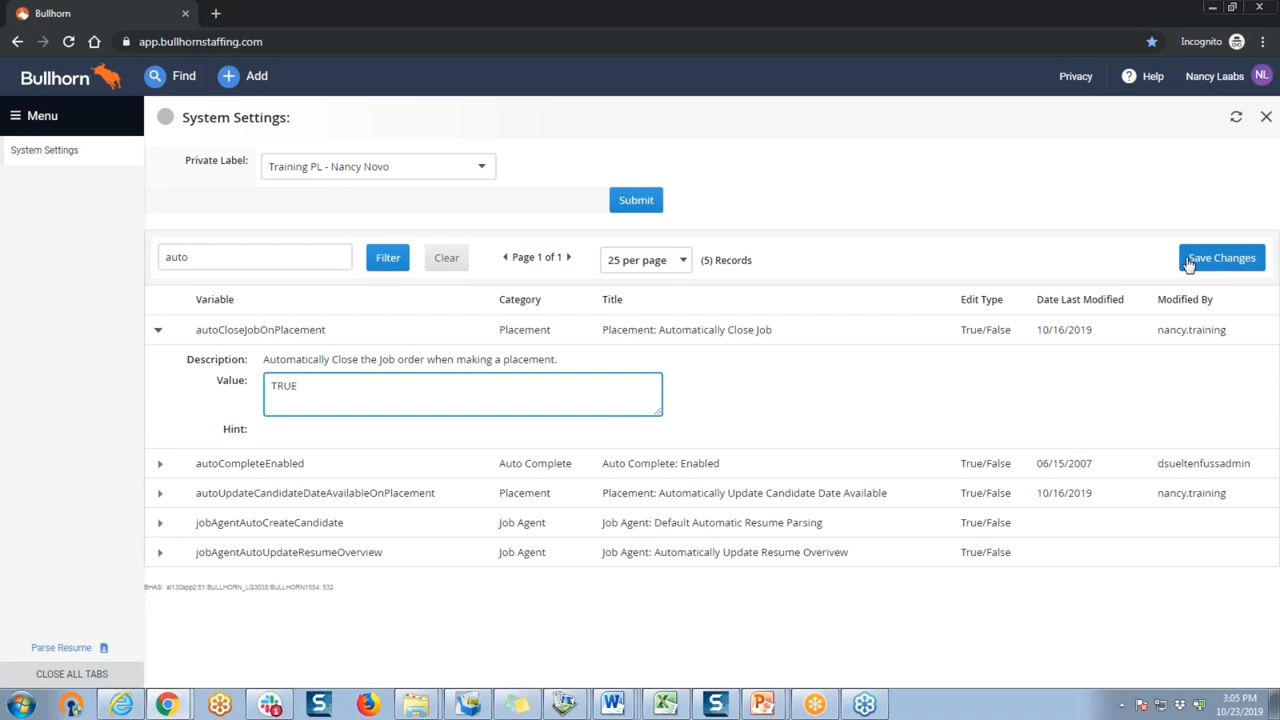 Bullhorn
app.bullhornstaffing.com
Incognito
Bullhorn
Find
Add
Privacy
Help
Nancy Laabs
NL
Menu
System Settings:
System Settings
Private Label:
Training PL - Nancy Novo
Submit
auto
Filter
Clear
Page 1 of 1
25 per page
(5) Records
Save Changes
Variable Category Title Edit Type Date Last Modified Modified By
autoCloseJobOnPlacement Placement Placement: Automatically Close Job True/False 10/16/2019 nancy.training
Description: Automatically Close the Job order when making a placement.
Value: TRUE
Hint:
autoCompleteEnabled Auto Complete Auto Complete: Enabled True/False 06/15/2007 dsueltenfussadmin
autoUpdateCandidateDateAvailableOnPlacement Placement Placement: Automatically Update Candidate Date Available True/False 10/16/2019 nancy.training
jobAgentAutoCreateCandidate Job Agent Job Agent: Default Automatic Resume Parsing True/False
jobAgentAutoUpdateResumeOverview Job Agent Job Agent: Automatically Update Resume Overivew True/False
Parse Resume
CLOSE ALL TABS
3:05 PM
10/23/2019